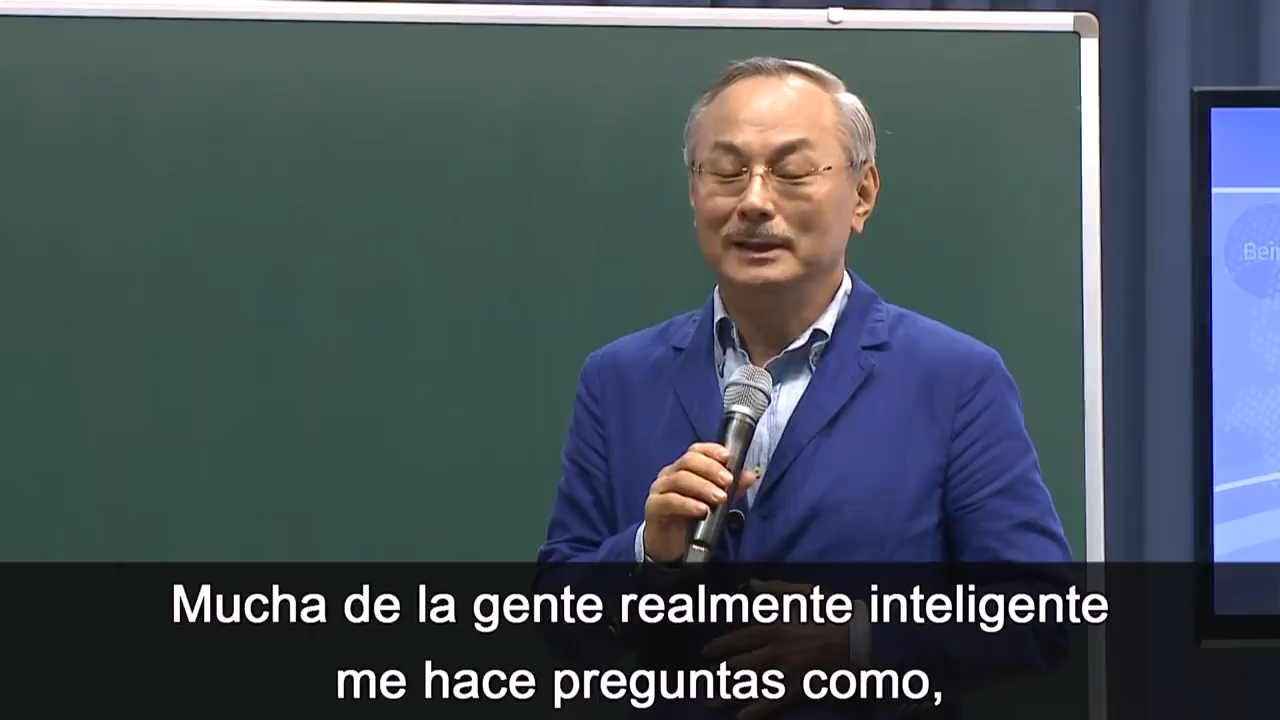 Mucha de la gente realmente inteligente
me hace preguntas como,